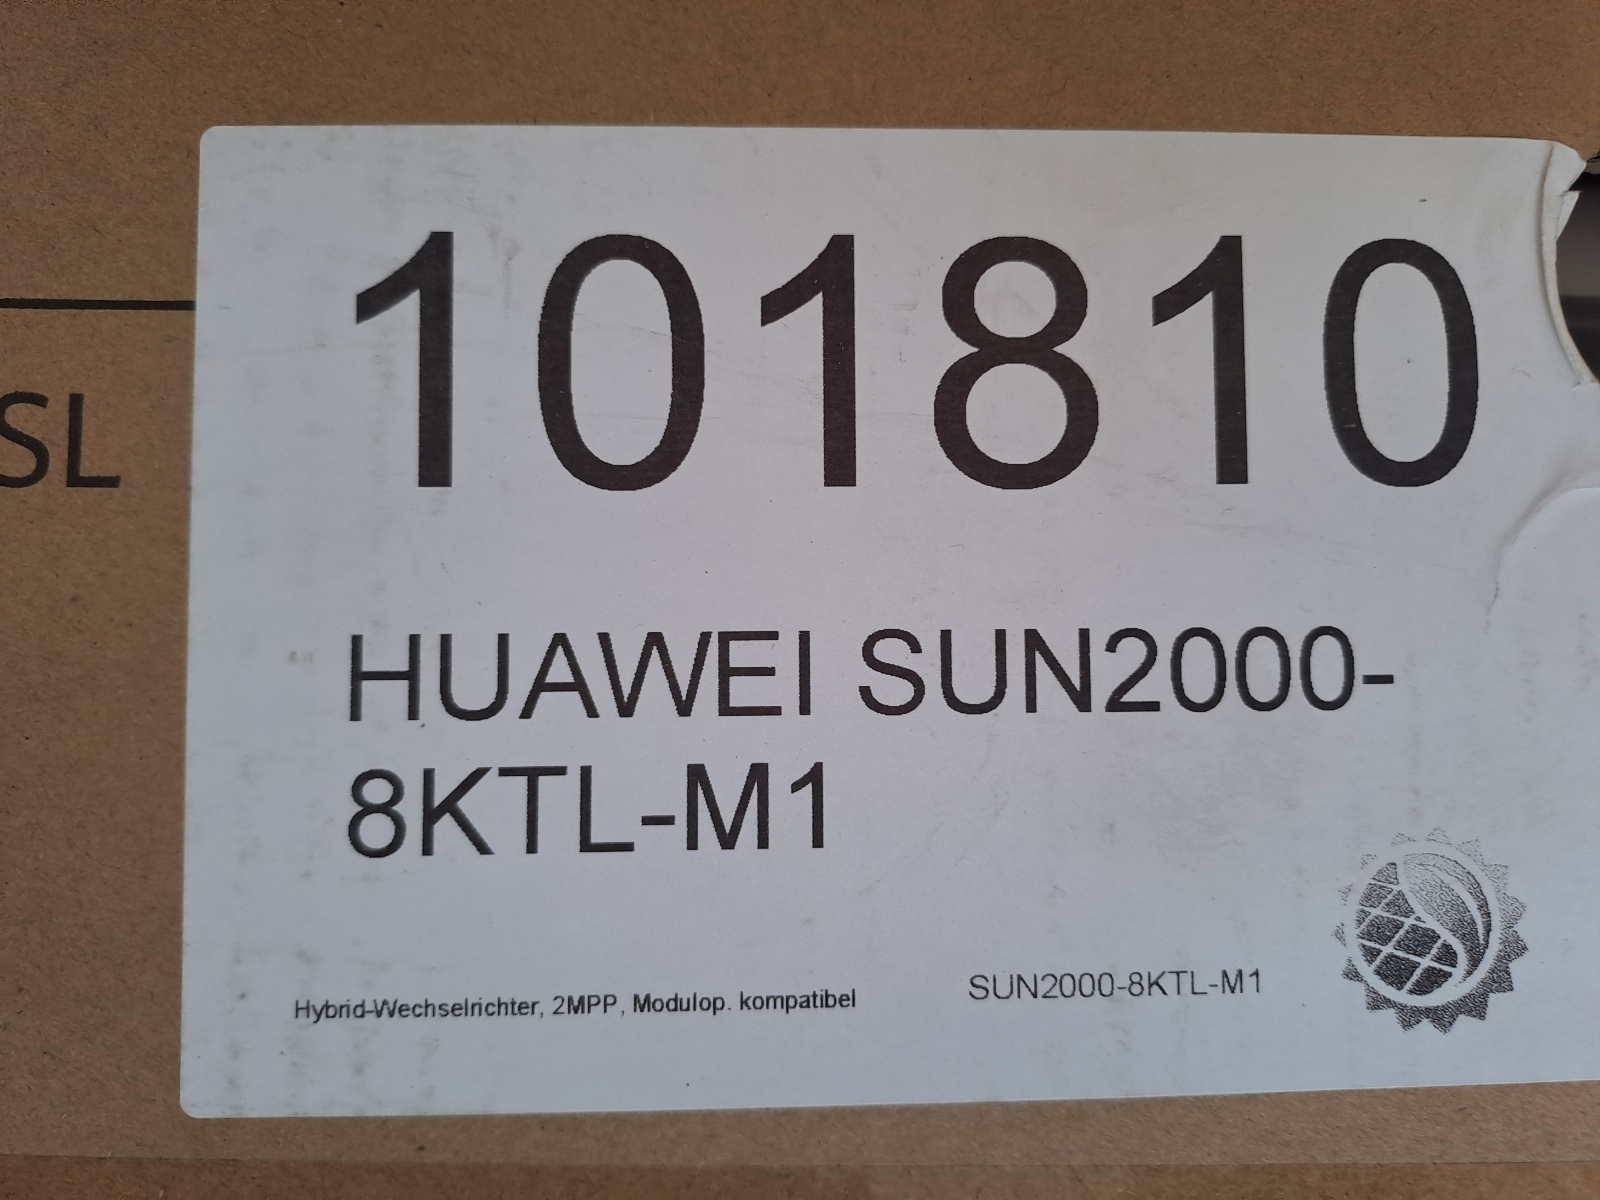 101810
SL
HUAWEI SUN2000-
8KTL-M1
Hybrid-Wechselrichter, 2MPP, Modulop. kompatibel
SUN2000-8KTL-M1